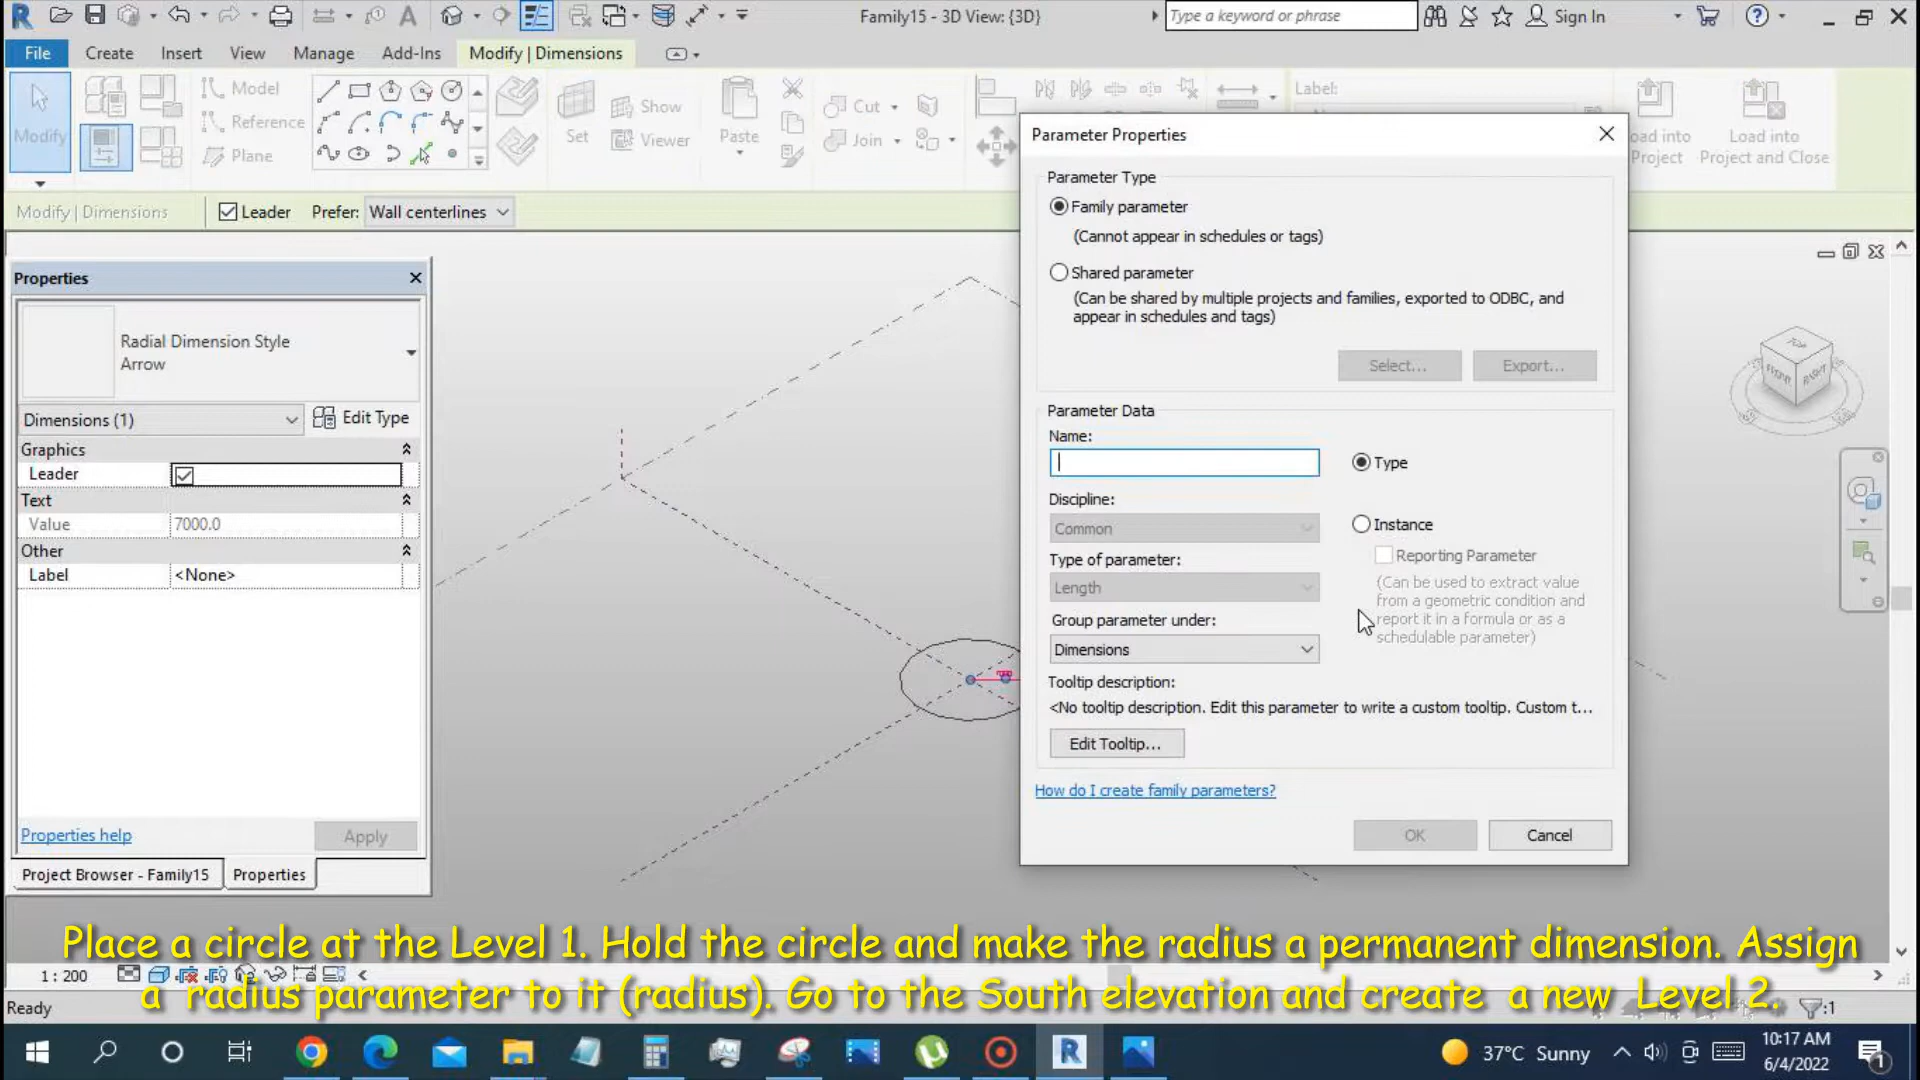 Family15 - 3D View: {3D}
Type a keyword or phrase
Sign In
File
Create
Insert
View
Manage
Add-Ins
Modify | Dimensions
Modify
Model
Reference
Plane
Set
Show
Viewer
Paste
Cut
Join
Label:
oad into
Project
Load into
Project and Close
Modify | Dimensions
Leader
Prefer:
Wall centerlines
Properties
Radial Dimension Style
Arrow
Dimensions (1)
Edit Type
Graphics
Leader
Text
Value
7000.0
Other
Label
<None>
Properties help
Apply
Project Browser - Family15
Properties
Parameter Properties
Parameter Type
Family parameter
(Cannot appear in schedules or tags)
Shared parameter
(Can be shared by multiple projects and families, exported to ODBC, and
appear in schedules and tags)
Select...
Export...
Parameter Data
Name:
Type
Discipline:
Common
Instance
Reporting Parameter
Type of parameter:
(Can be used to extract value
from a geometric condition and
report it in a formula or as a
schedulable parameter)
Length
Group parameter under:
Dimensions
Tooltip description:
<No tooltip description. Edit this parameter to write a custom tooltip. Custom t...
Edit Tooltip...
How do I create family parameters?
OK
Cancel
TOP
FRONT
RIGHT
Place a circle at the Level 1. Hold the circle and make the radius a permanent dimension. Assign
a radius parameter to it (radius). Go to the South elevation and create a new Level 2.
1 : 200
Ready
:1
37°C Sunny
10:17 AM
6/4/2022
1